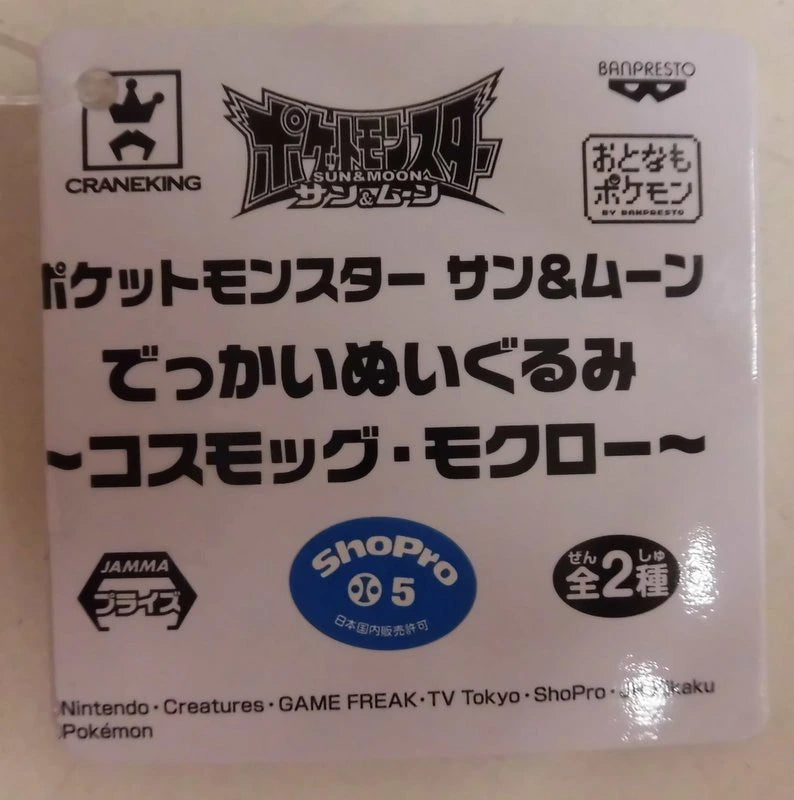 CRANEKING
ポケットモンスター
SUN&MOON
サン&ムーン
BANPRESTO
おとなも
ポケモン
BY BANPRESTO
ポケットモンスター サン&ムーン
でっかいぬいぐるみ
~コスモッグ・モクロー~
JAMMA
プライズ
ShoPro
5
日本国内販売許可
ぜん しゅ
全2種
Nintendo・Creatures・GAME FREAK・TV Tokyo・ShoPro・
Pokémon